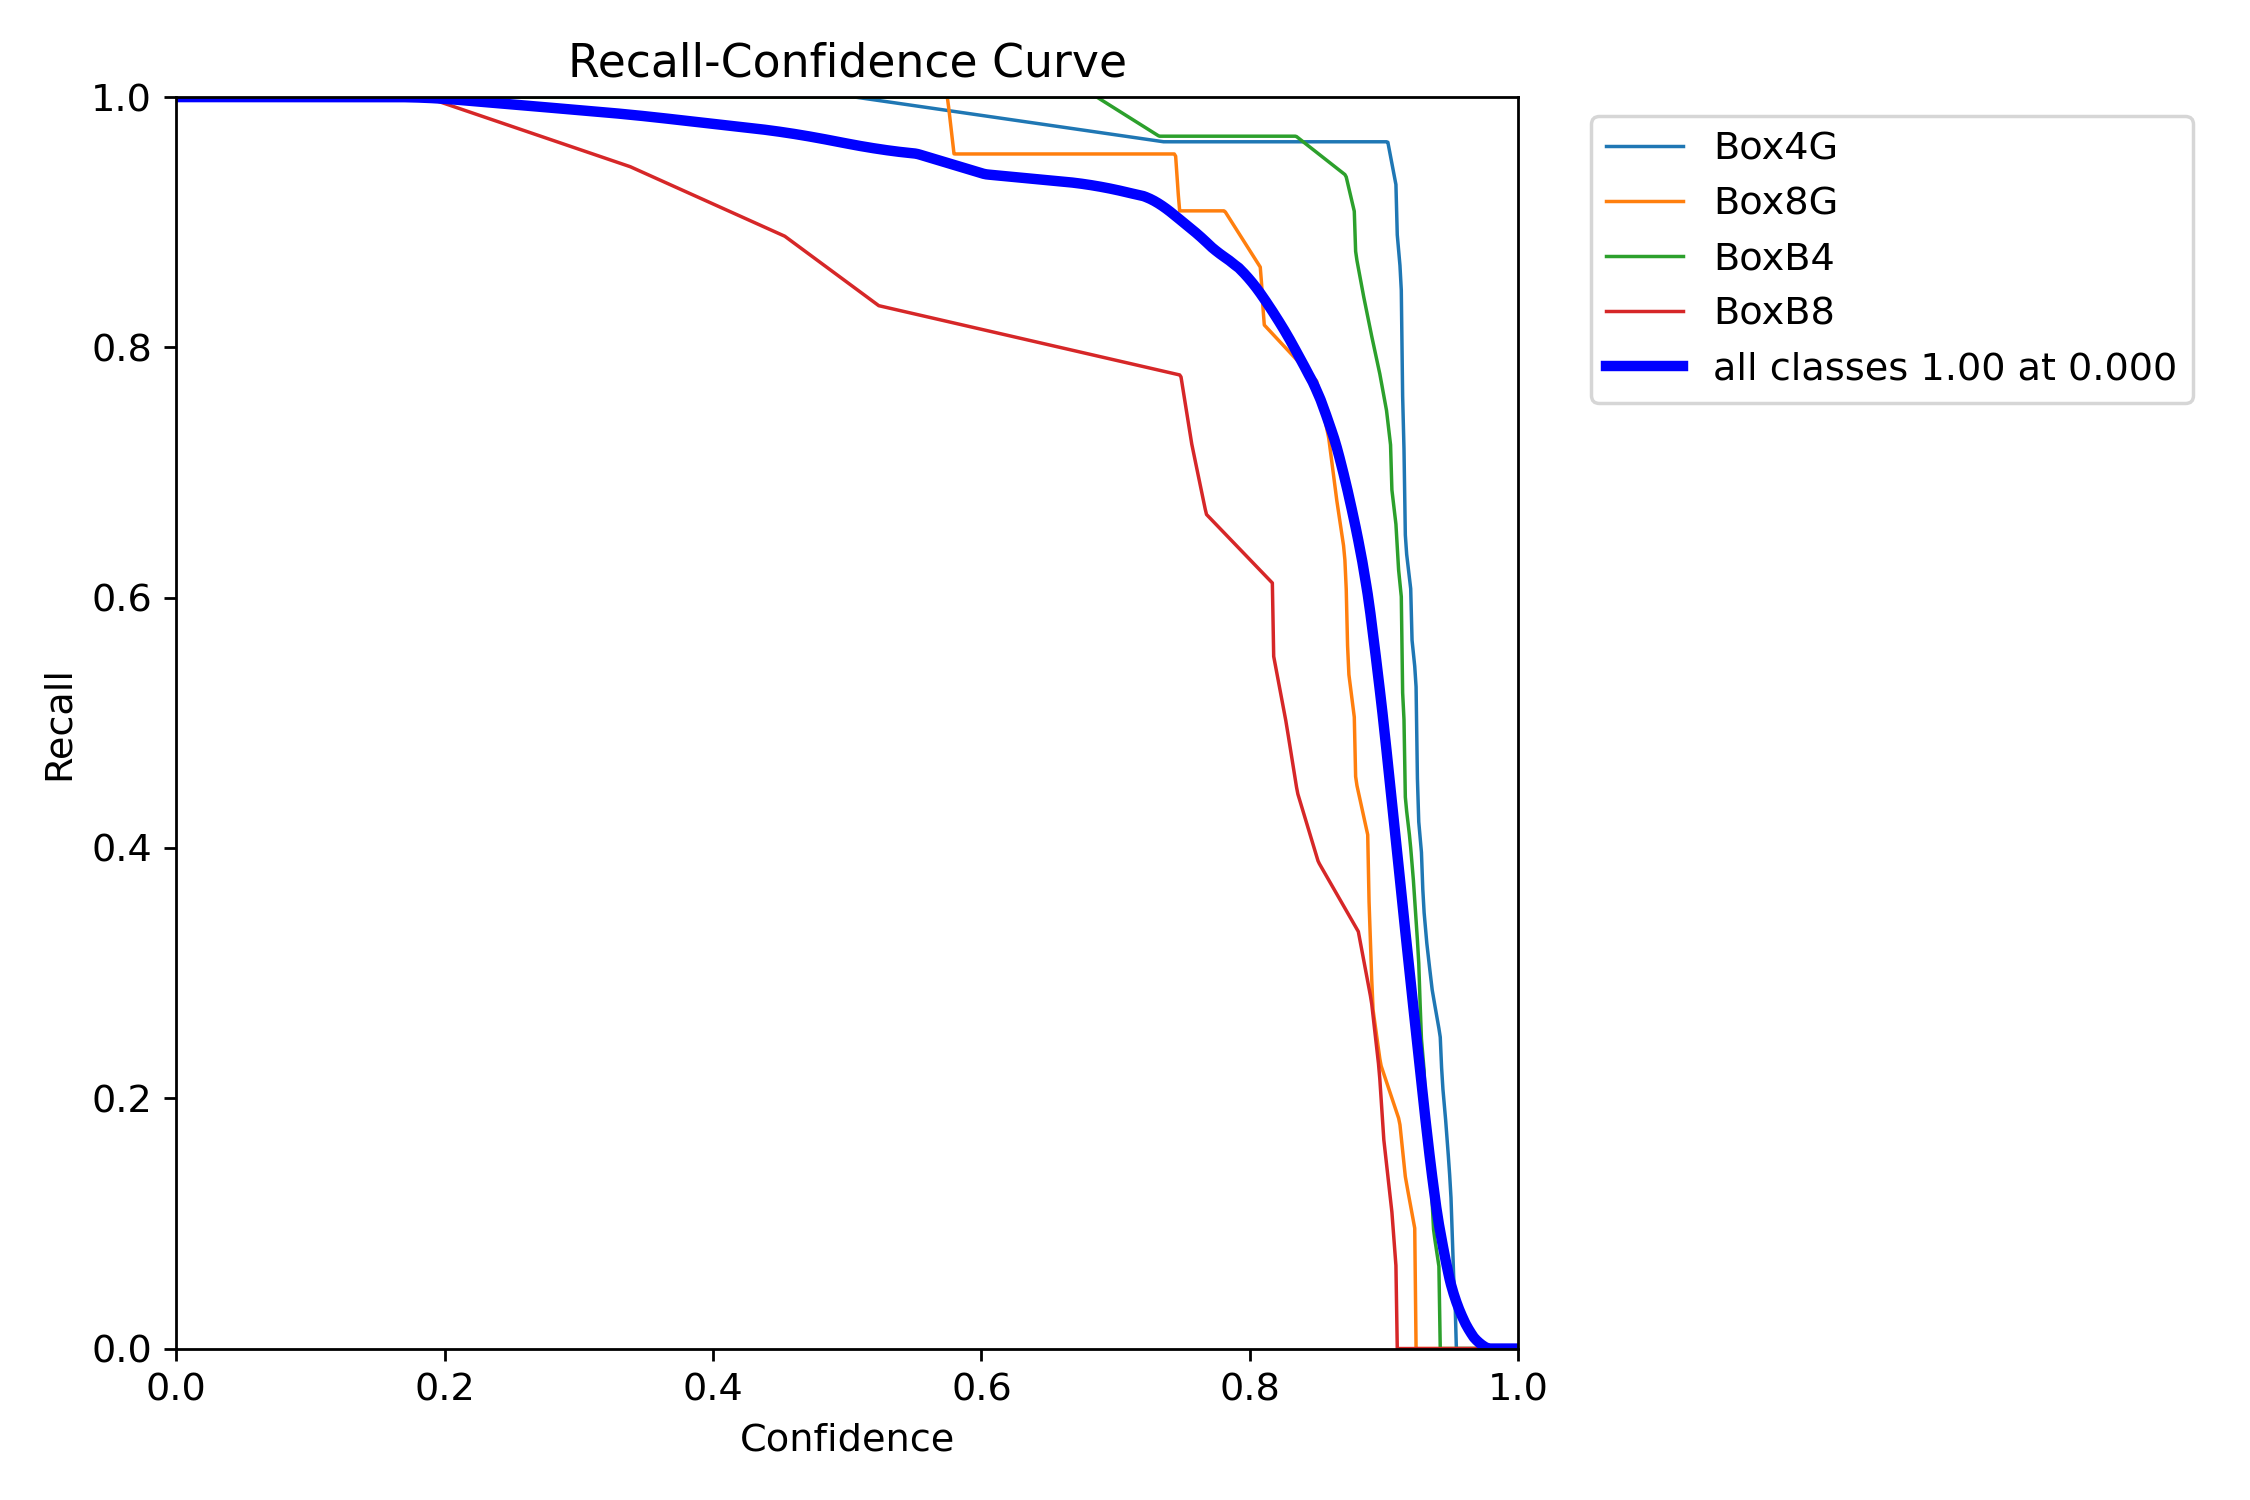 Recall-Confidence Curve
1.0
0.8
0.6
0.4
0.2
0.0
Recall
0.0 0.2 0.4 0.6 0.8 1.0
Confidence
Box4G
Box8G
BoxB4
BoxB8
all classes 1.00 at 0.000